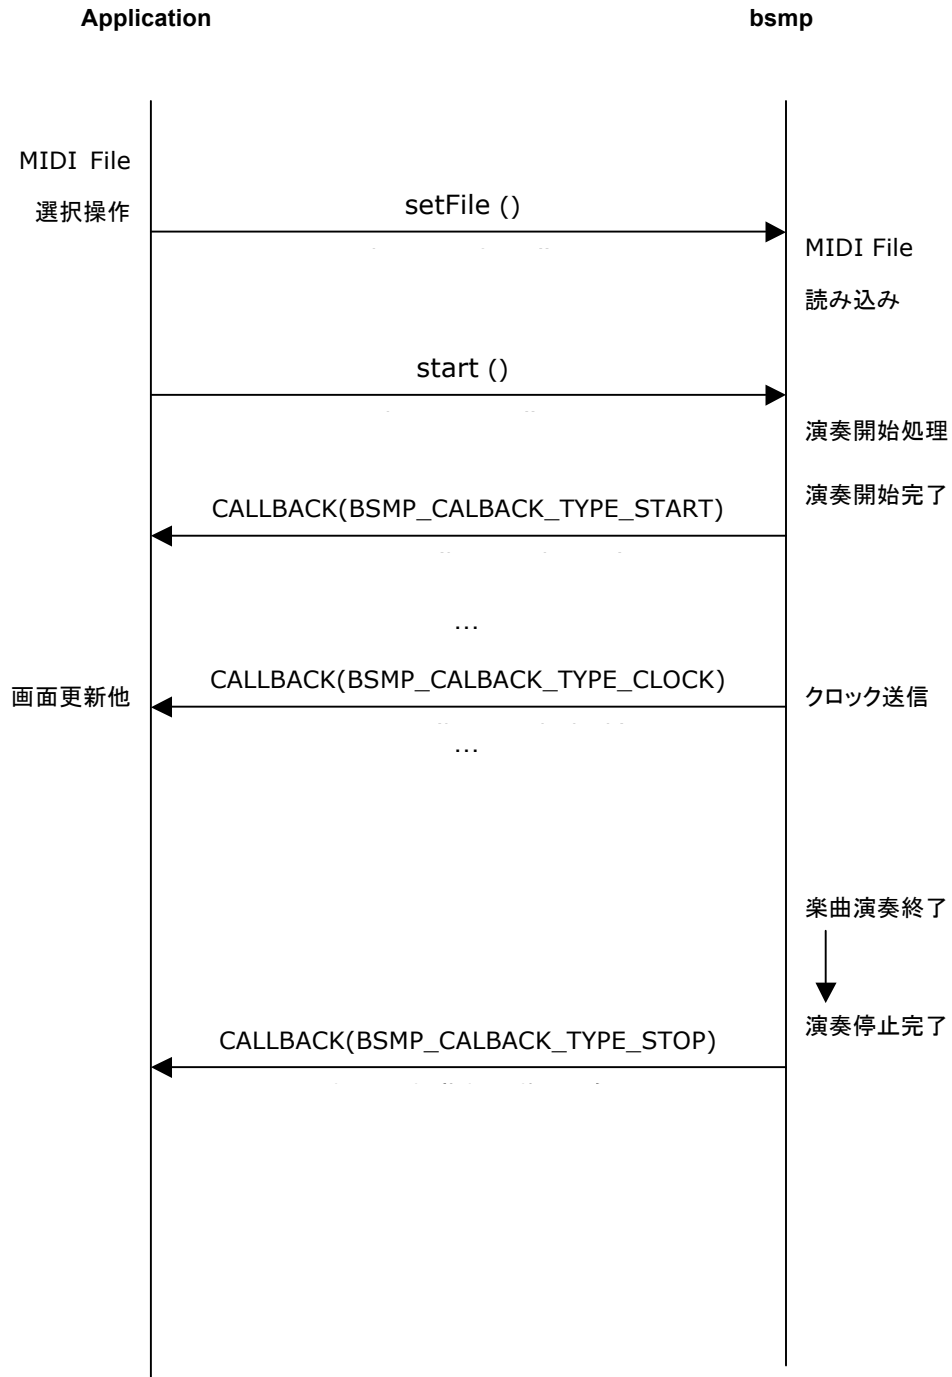 Application
bsmp
MIDI File
選択操作
setFile ()
MIDI File
読み込み
start ()
演奏開始処理
演奏開始完了
CALLBACK(BSMP_CALBACK_TYPE_START)
...
画面更新他
CALLBACK(BSMP_CALBACK_TYPE_CLOCK)
クロック送信
...
楽曲演奏終了
演奏停止完了
CALLBACK(BSMP_CALBACK_TYPE_STOP)